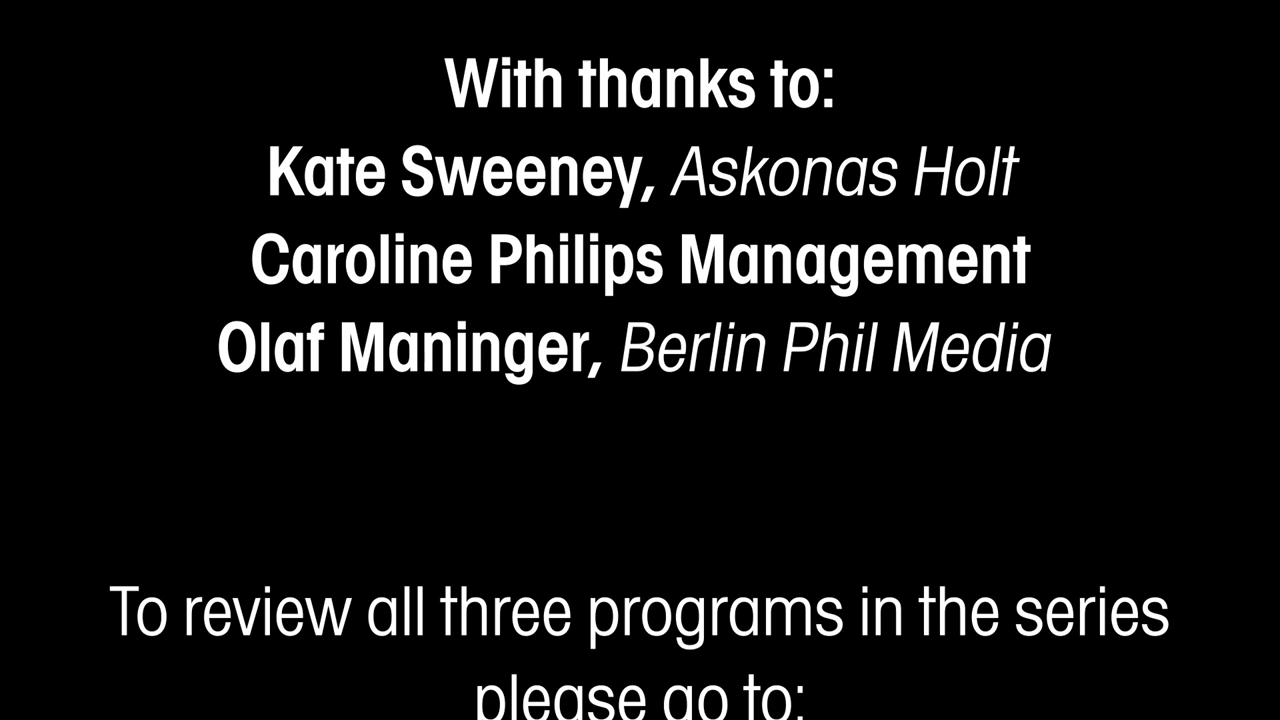 With thanks to:
Kate Sweeney, Askonas Holt
Caroline Philips Management
Olaf Maninger, Berlin Phil Media
To review all three programs in the series
please go to: